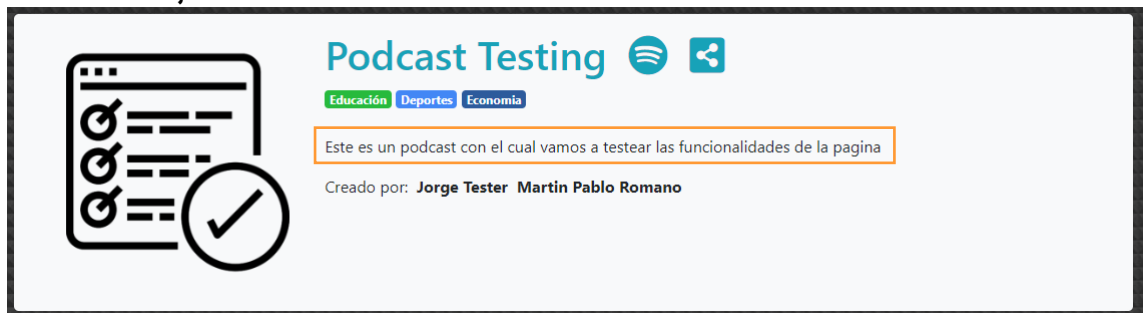 Podcast Testing
Educación Deportes Economia
Este es un podcast con el cual vamos a testear las funcionalidades de la pagina
Creado por: Jorge Tester Martin Pablo Romano